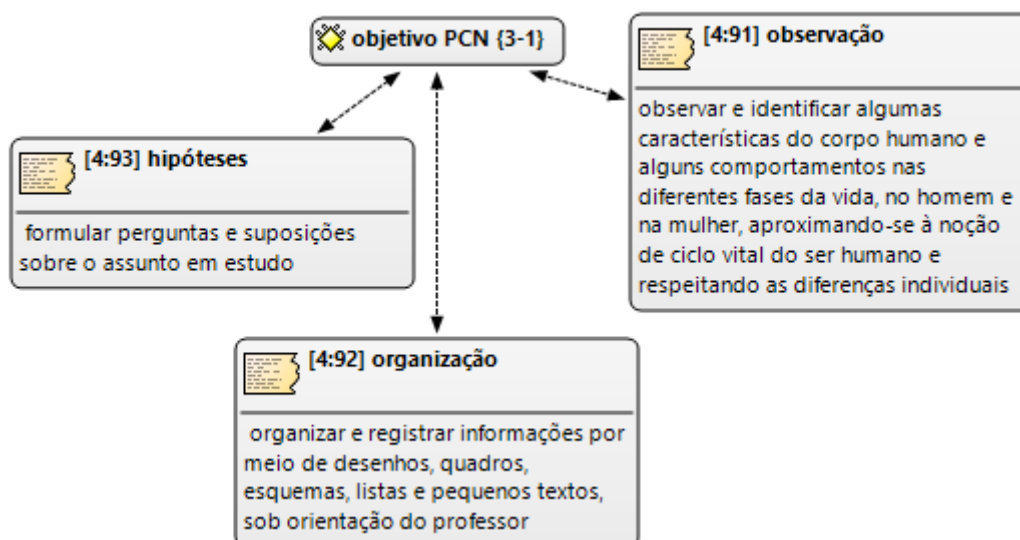 objetivo PCN {3-1}
[4:91] observação
observar e identificar algumas
características do corpo humano e
alguns comportamentos nas
diferentes fases da vida, no homem e
na mulher, aproximando-se à noção
de ciclo vital do ser humano e
respeitando as diferenças individuais
[4:93] hipóteses
formular perguntas e suposições
sobre o assunto em estudo
[4:92] organização
organizar e registrar informações por
meio de desenhos, quadros,
esquemas, listas e pequenos textos,
sob orientação do professor